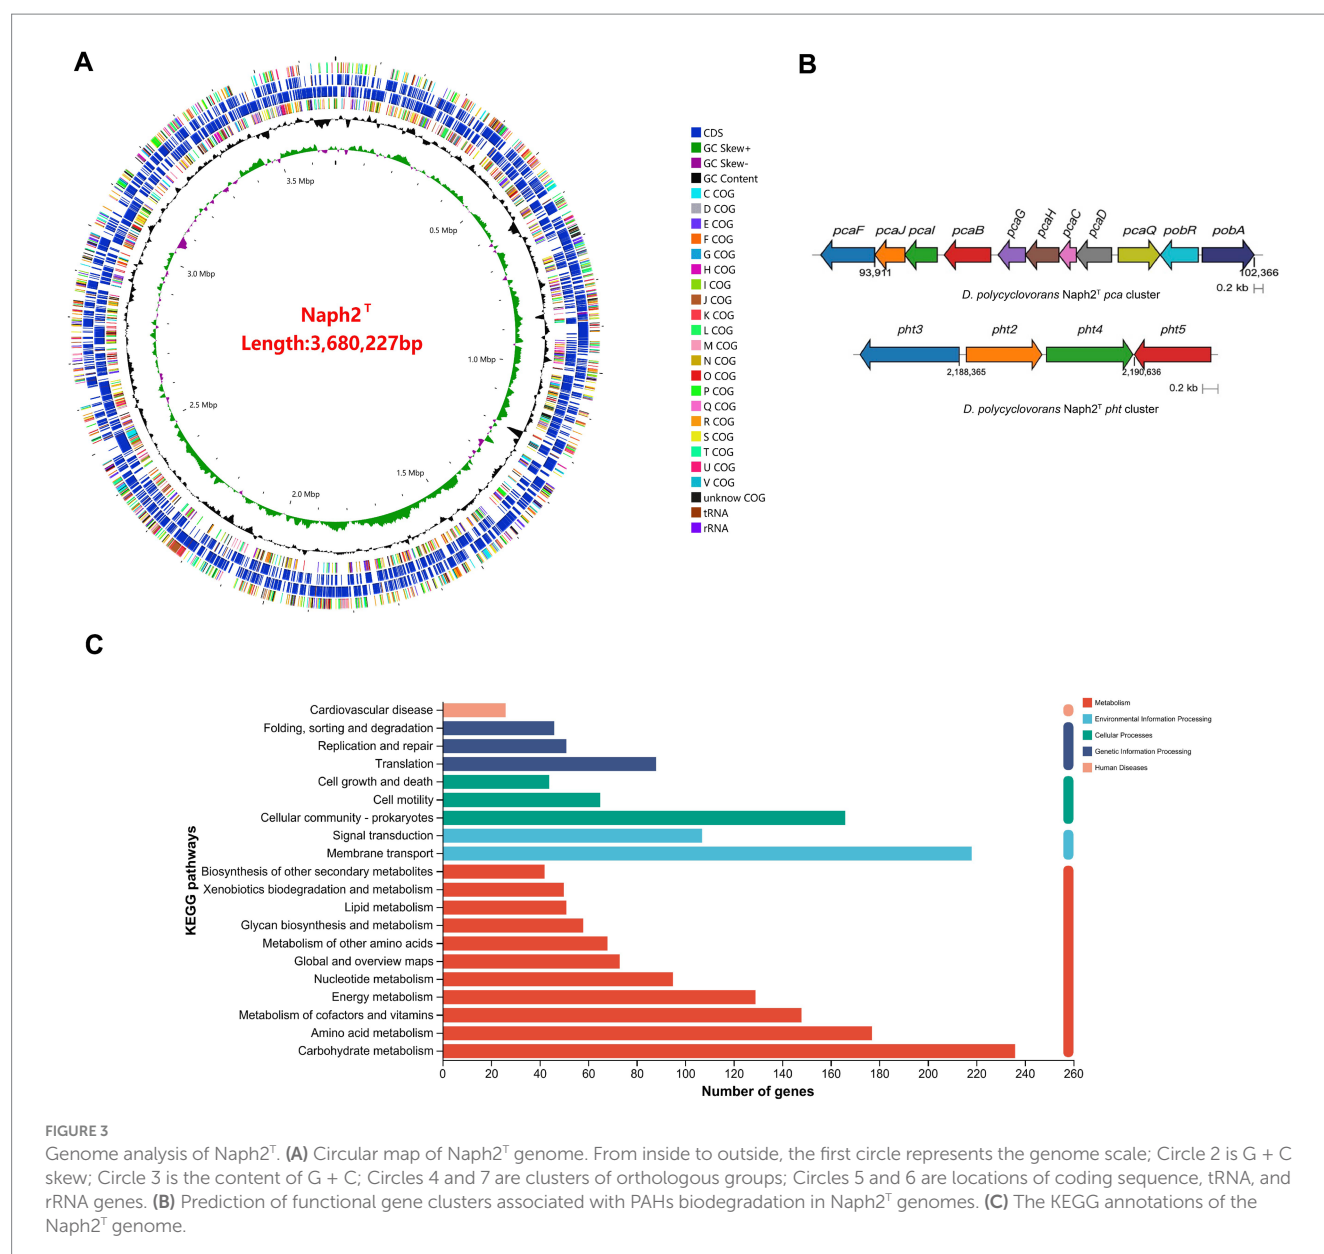 A
Naph2T
Length:3,680,227bp
0.5 Mbp
1.0 Mbp
1.5 Mbp
2.0 Mbp
2.5 Mbp
3.0 Mbp
3.5 Mbp
CDS
GC Skew+
GC Skew-
GC Content
C COG
D COG
E COG
F COG
G COG
H COG
I COG
J COG
K COG
L COG
M COG
N COG
O COG
P COG
Q COG
R COG
S COG
T COG
U COG
V COG
unknow COG
tRNA
rRNA
B
pcaF pcaJ pcaI pcaB pcaG pcaH pcaC pcaD pcaQ pobR pobA
93,911 102,366
0.2 kb
D. polycyclovorans Naph2T pca cluster
pht3 pht2 pht4 pht5
2,188,365 2,190,636
0.2 kb
D. polycyclovorans Naph2T pht cluster
C
KEGG pathways
Cardiovascular disease
Folding, sorting and degradation
Replication and repair
Translation
Cell growth and death
Cell motility
Cellular community - prokaryotes
Signal transduction
Membrane transport
Biosynthesis of other secondary metabolites
Xenobiotics biodegradation and metabolism
Lipid metabolism
Glycan biosynthesis and metabolism
Metabolism of other amino acids
Global and overview maps
Nucleotide metabolism
Energy metabolism
Metabolism of cofactors and vitamins
Amino acid metabolism
Carbohydrate metabolism
0 20 40 60 80 100 120 140 160 180 200 220 240 260
Number of genes
Metabolism
Environmental Information Processing
Cellular Processes
Genetic Information Processing
Human Diseases
FIGURE 3
Genome analysis of Naph2T. (A) Circular map of Naph2T genome. From inside to outside, the first circle represents the genome scale; Circle 2 is G + C
skew; Circle 3 is the content of G + C; Circles 4 and 7 are clusters of orthologous groups; Circles 5 and 6 are locations of coding sequence, tRNA, and
rRNA genes. (B) Prediction of functional gene clusters associated with PAHs biodegradation in Naph2T genomes. (C) The KEGG annotations of the
Naph2T genome.